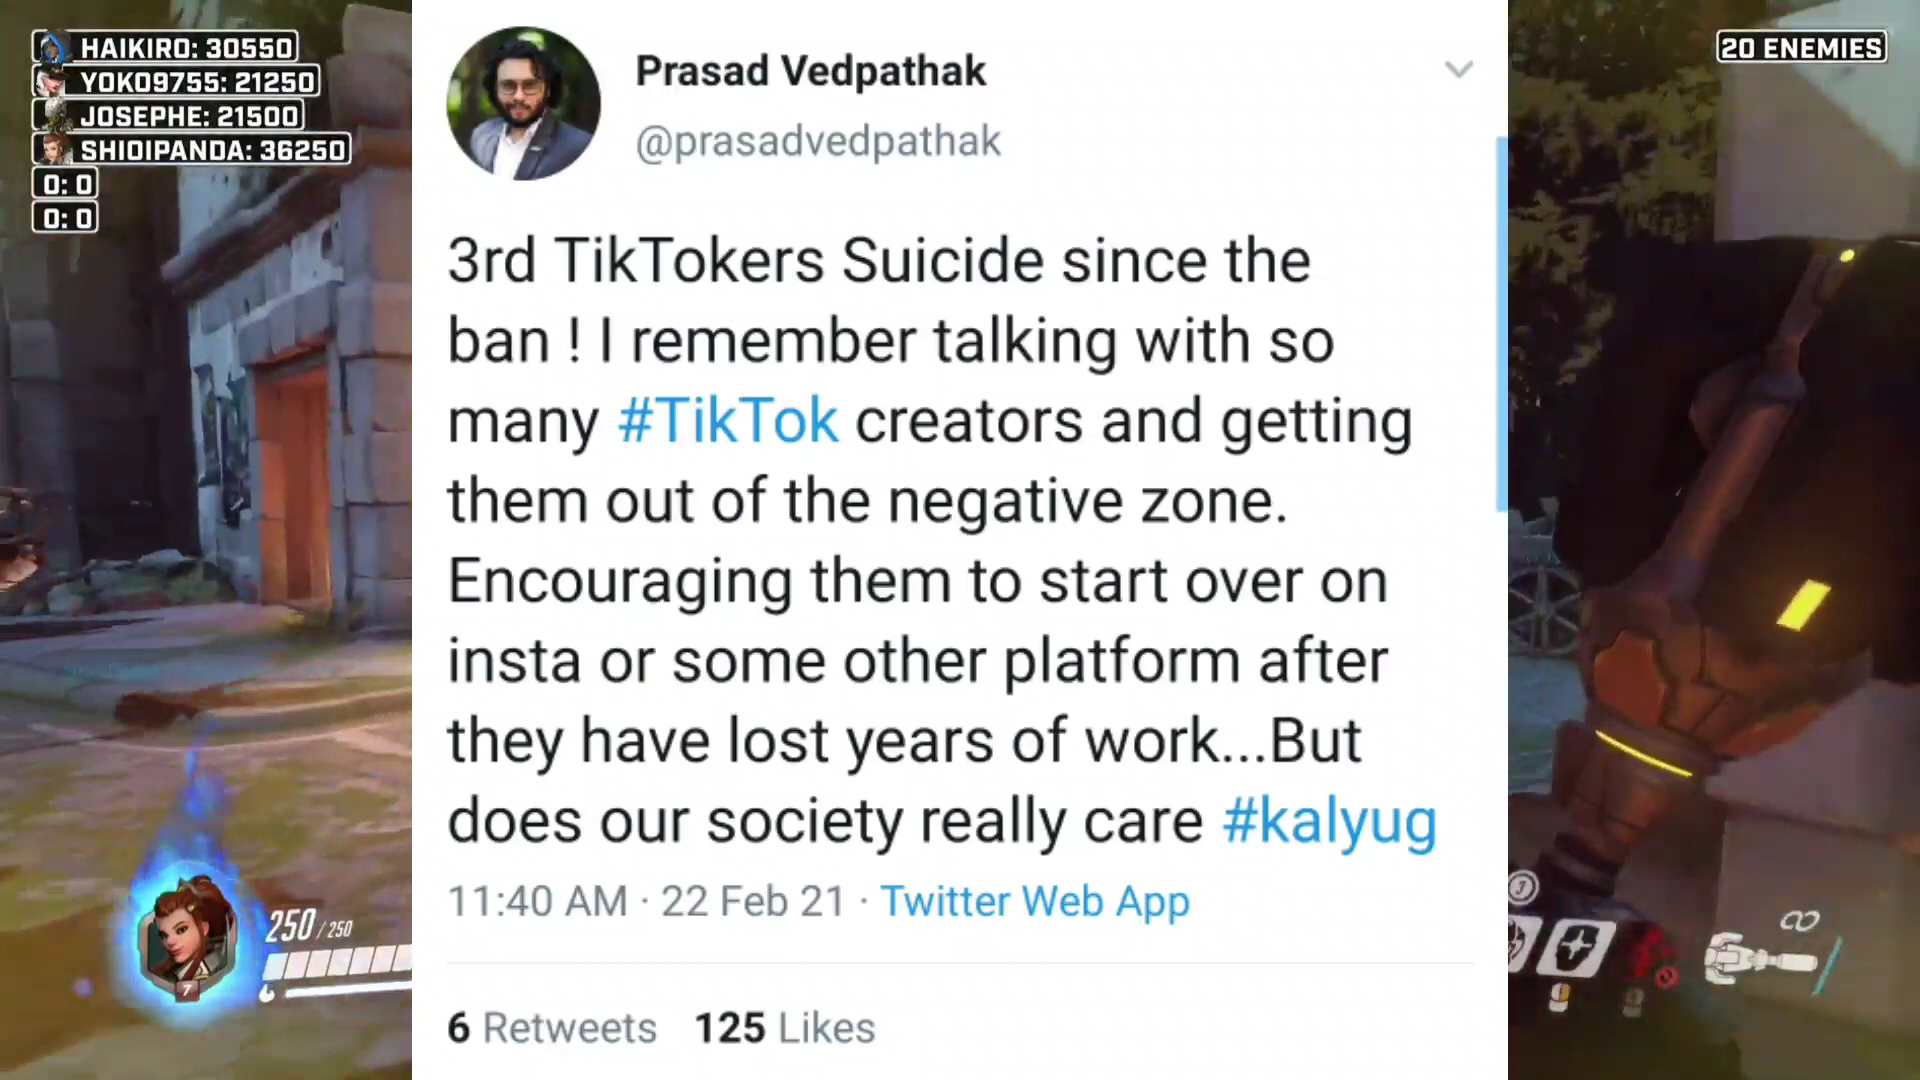 HAIKIRO: 30550
YOKO9755: 21250
JOSEPHE: 21500
SHIOIPANDA: 36250
0: 0
0: 0
20 ENEMIES
Prasad Vedpathak
@prasadvedpathak
3rd TikTokers Suicide since the
ban ! I remember talking with so
many #TikTok creators and getting
them out of the negative zone.
Encouraging them to start over on
insta or some other platform after
they have lost years of work...But
does our society really care #kalyug
11:40 AM · 22 Feb 21 · Twitter Web App
6 Retweets 125 Likes
250/250
7